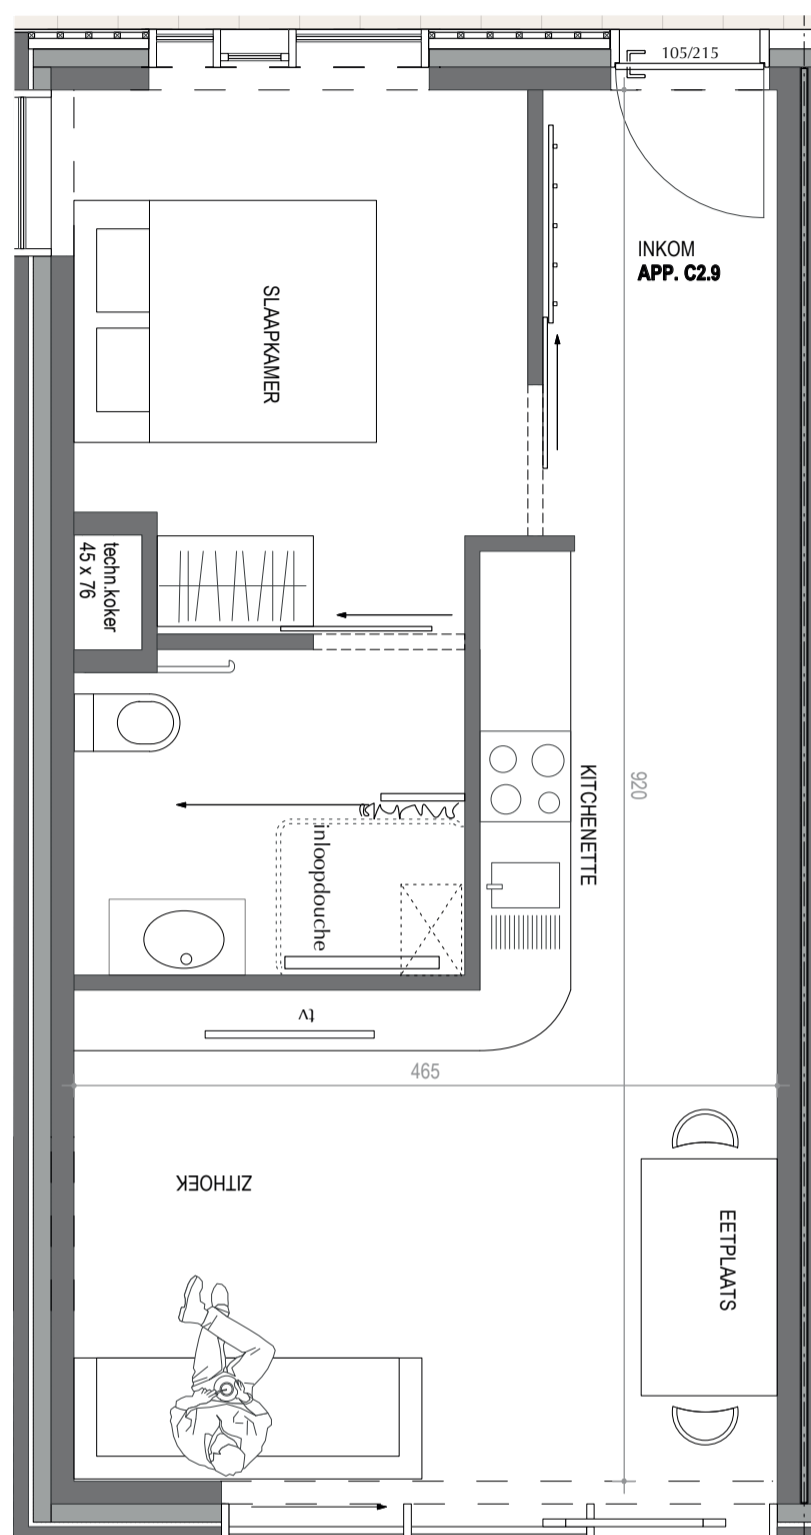 105/215
INKOM
APP. C2.9
SLAAPKAMER
techn.koker
45 x 76
KITCHENETTE
920
inloopdouche
tv
465
ZITHOEK
EETPLAATS